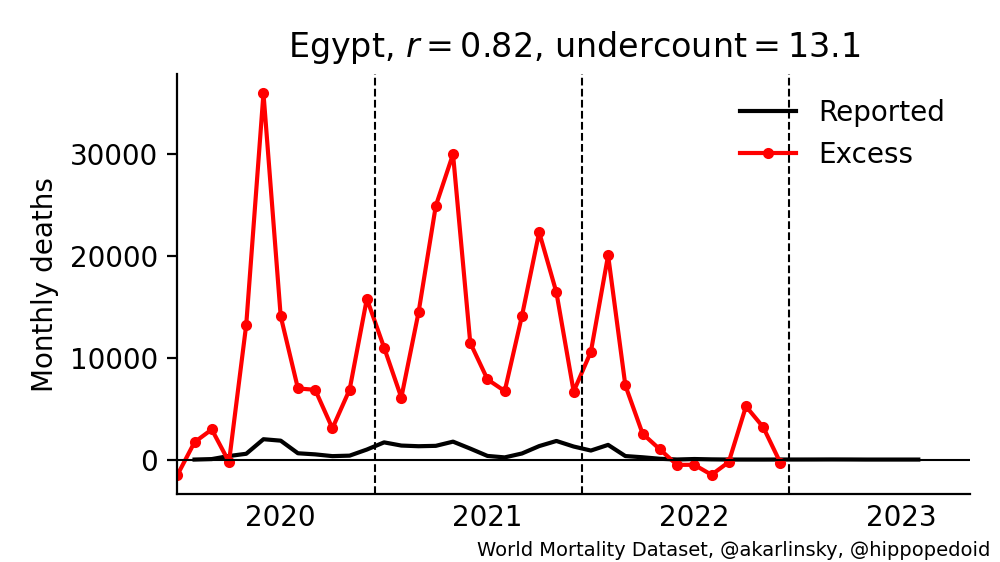 Egypt, r = 0.82, undercount = 13.1
Reported
Excess
Monthly deaths
30000
20000
10000
0
2020 2021 2022 2023
World Mortality Dataset, @akarlinsky, @hippopedoid